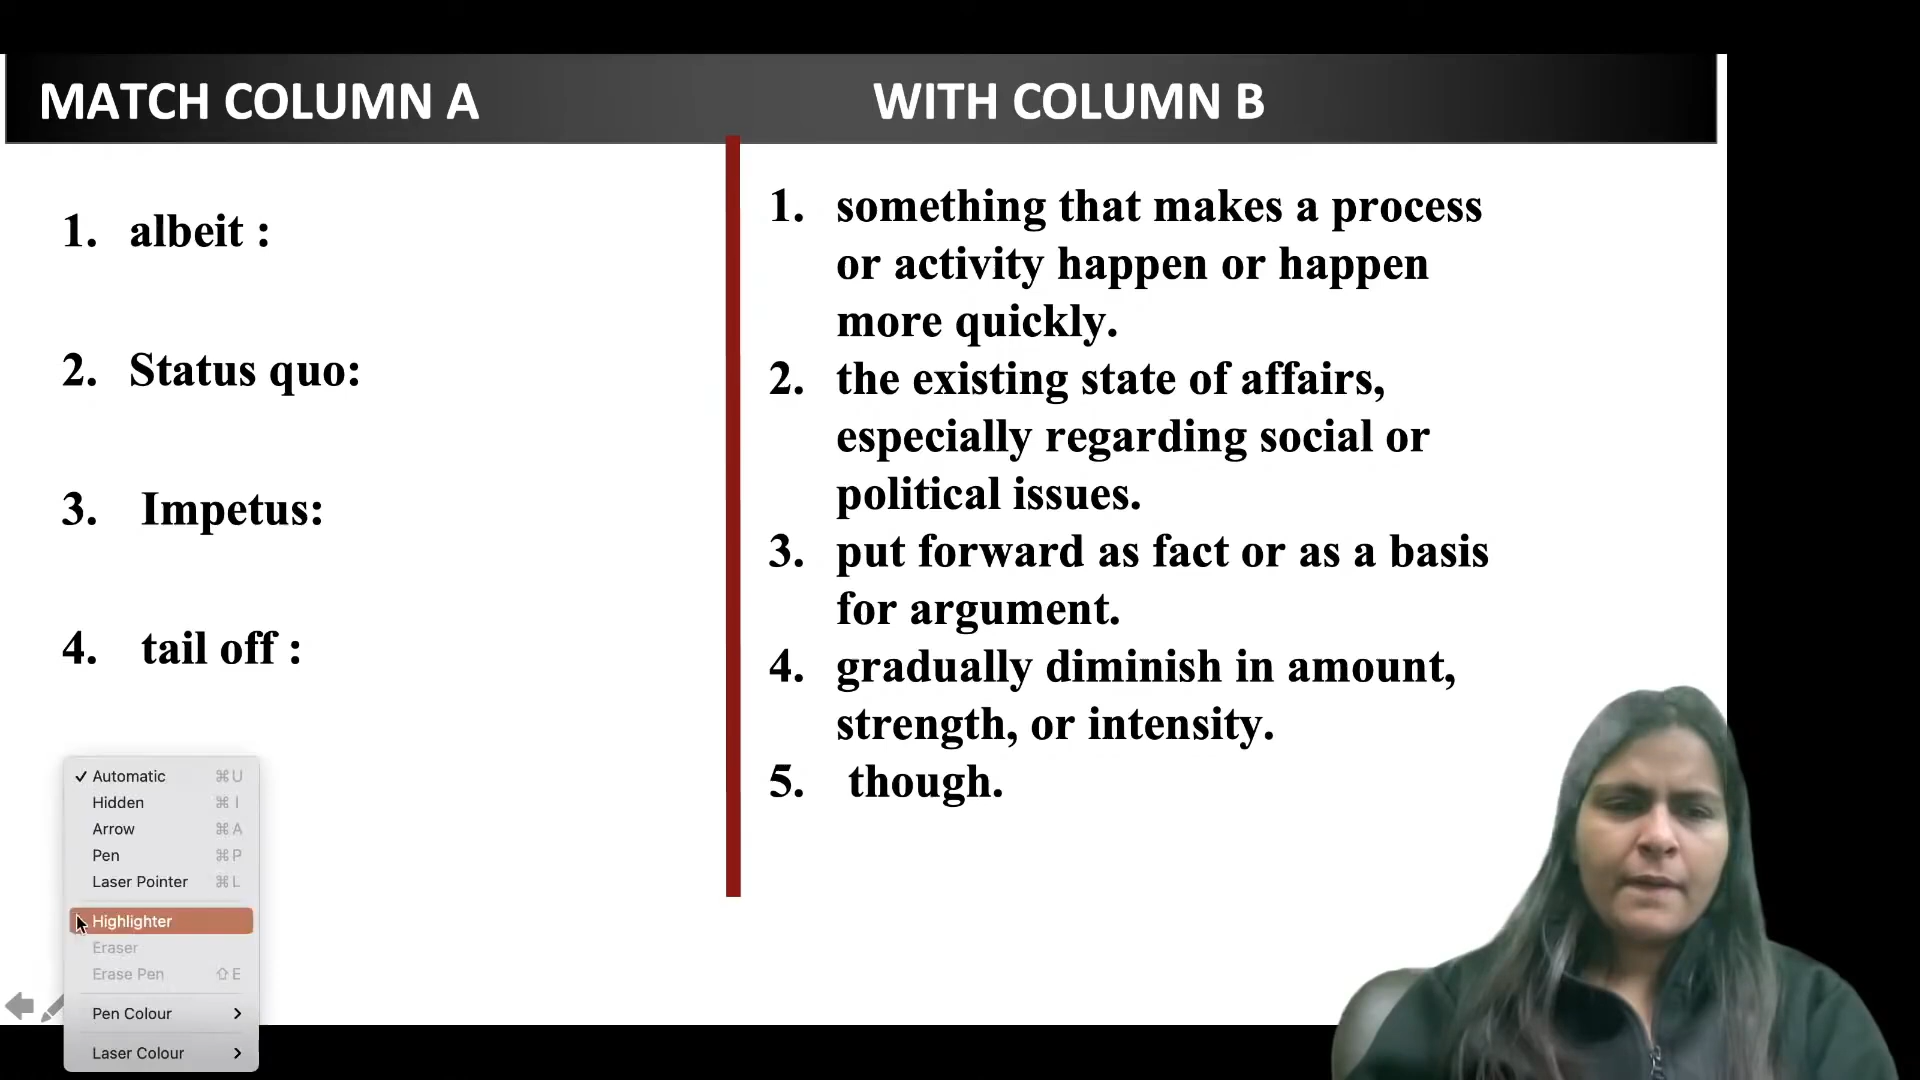 MATCH COLUMN A
WITH COLUMN B
1. albeit :
2. Status quo:
3. Impetus:
4. tail off :
1. something that makes a process
or activity happen or happen
more quickly.
2. the existing state of affairs,
especially regarding social or
political issues.
3. put forward as fact or as a basis
for argument.
4. gradually diminish in amount,
strength, or intensity.
5. though.
✓ Automatic ⌘U
Hidden ⌘I
Arrow ⌘A
Pen ⌘P
Laser Pointer ⌘L
Highlighter
Eraser
Erase Pen ⇧E
Pen Colour >
Laser Colour >